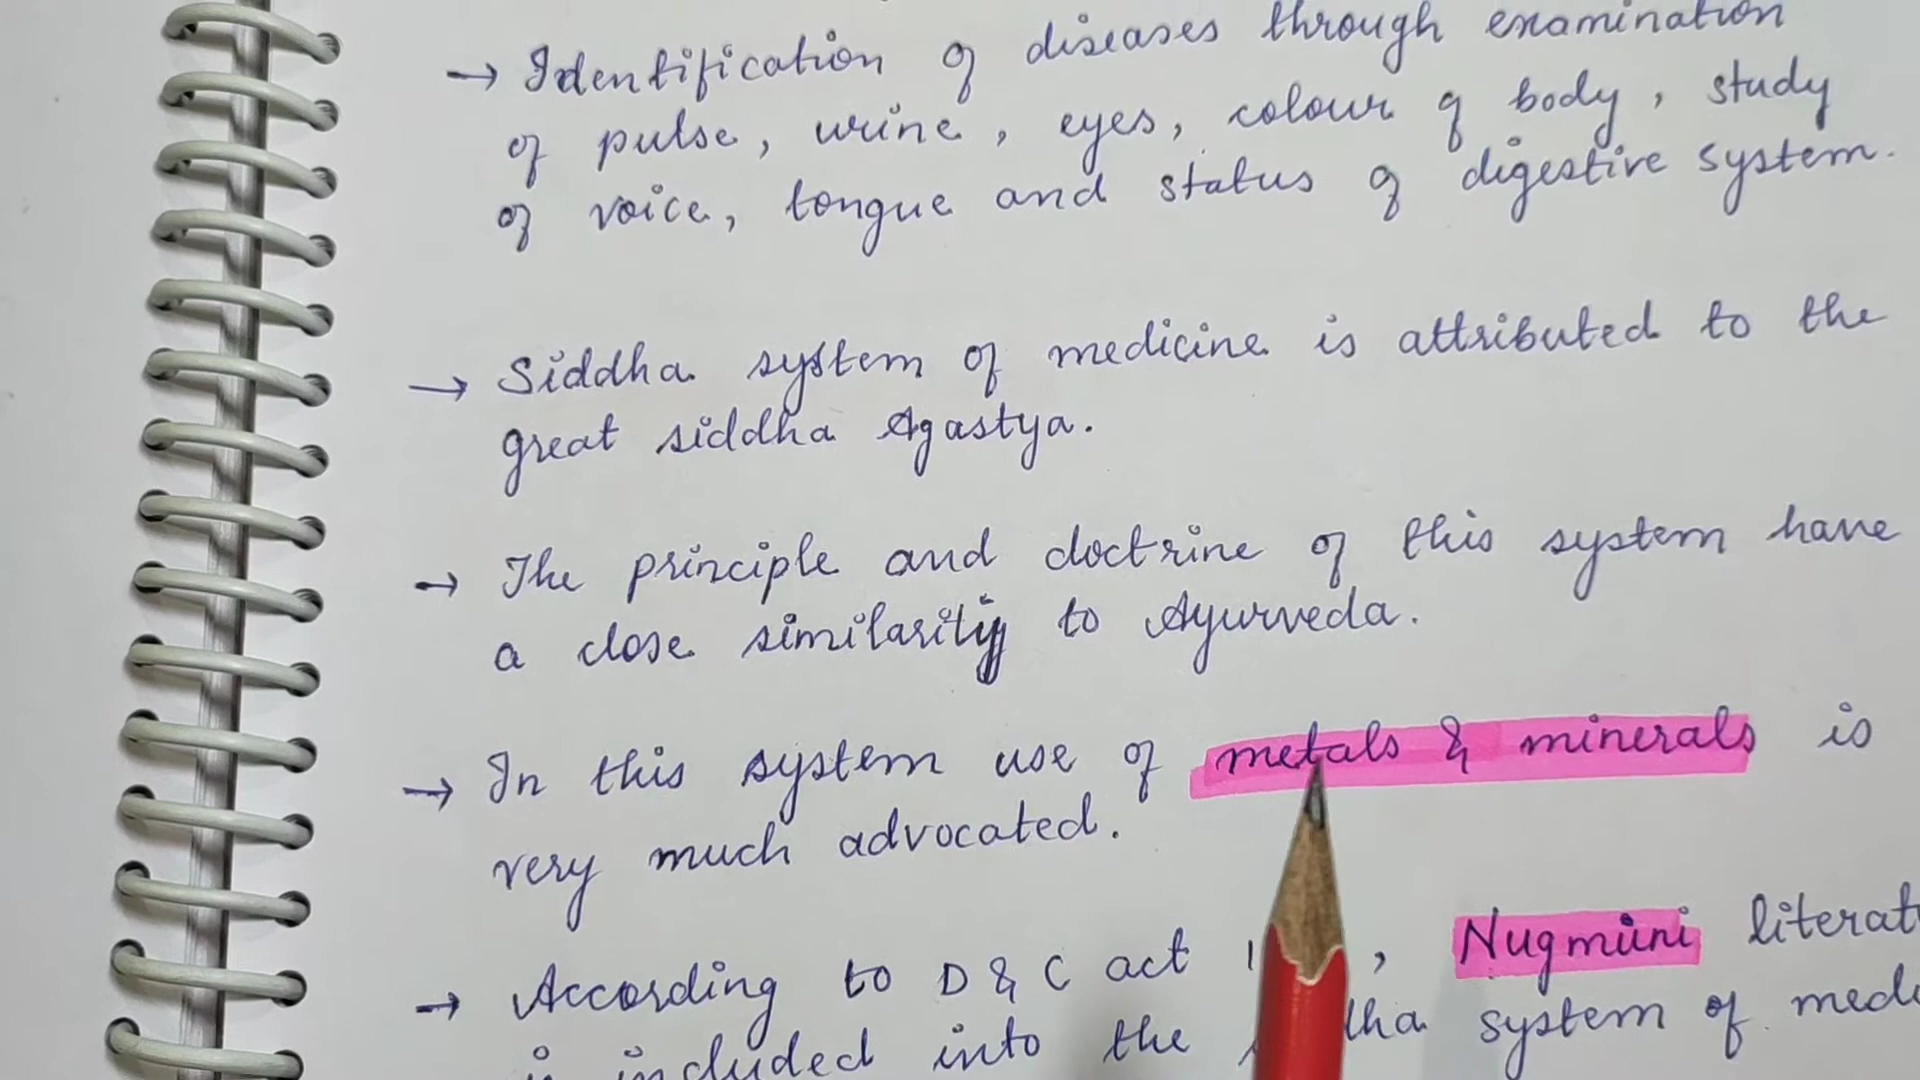 → Identification of diseases through examination
of pulse, urine, eyes, colour of body, study
of voice, tongue and status of digestive system.
→ Siddha system of medicine is attributed to the
great siddha Agastya.
→ The principle and doctrine of this system have
a close similarity to Ayurveda.
→ In this system use of metals & minerals is
very much advocated.
→ According to D & C act , Nugmuni
is included into the system of